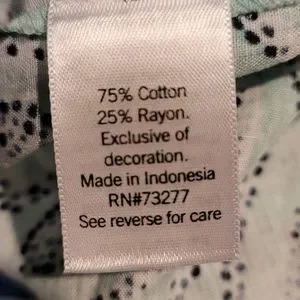 75% Cotton
25% Rayon.
Exclusive of
decoration.
Made in Indonesia
RN#73277
See reverse for care